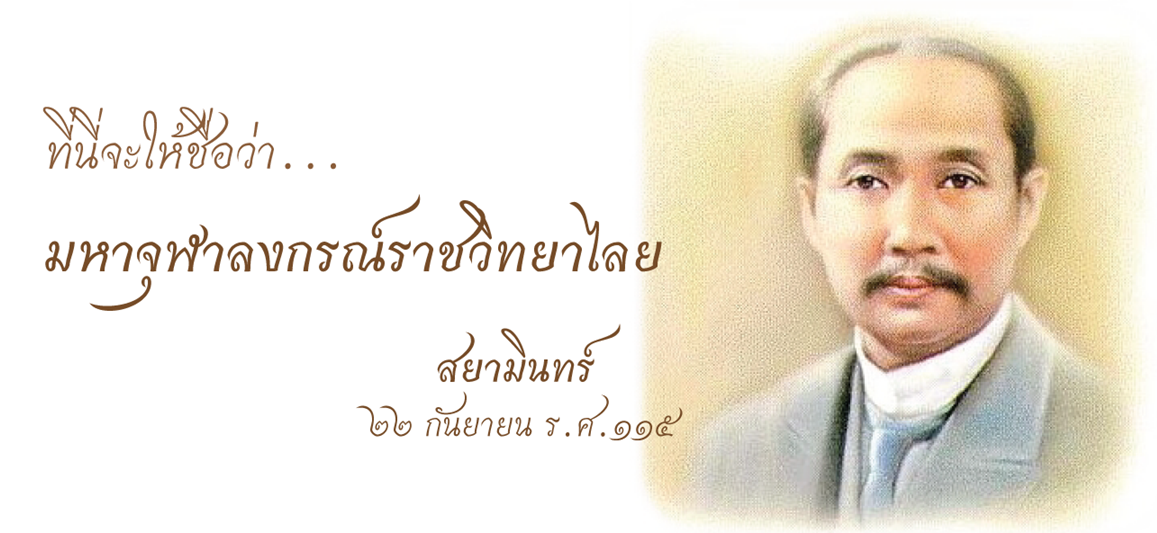 ที่นี่จะให้ชื่อว่า...
มหาจุฬาลงกรณ์ราชวิทยาไลย
สยามินทร์
๒๒ กันยายน ร.ศ.๑๑๕